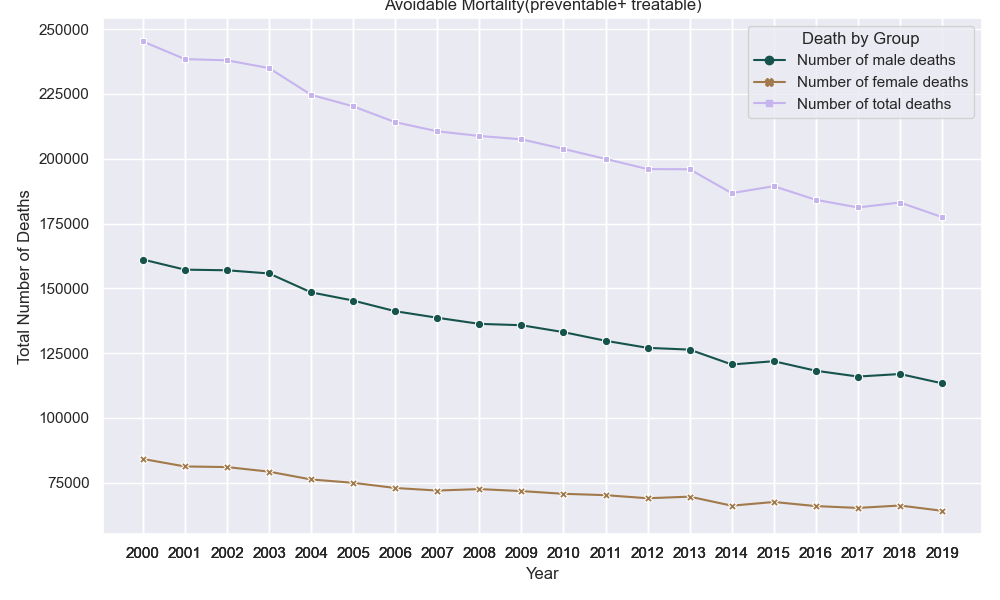 Avoidable Mortality(preventable+ treatable)
Death by Group
Number of male deaths
Number of female deaths
Number of total deaths
Total Number of Deaths
250000
225000
200000
175000
150000
125000
100000
75000
2000 2001 2002 2003 2004 2005 2006 2007 2008 2009 2010 2011 2012 2013 2014 2015 2016 2017 2018 2019
Year